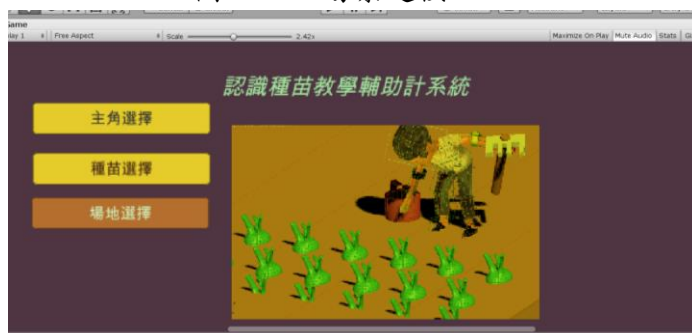 Game
Free Aspect
Scale
2.42x
Maximize On Play
Mute Audio
Stats
認識種苗教學輔助計系統
主角選擇
種苗選擇
場地選擇